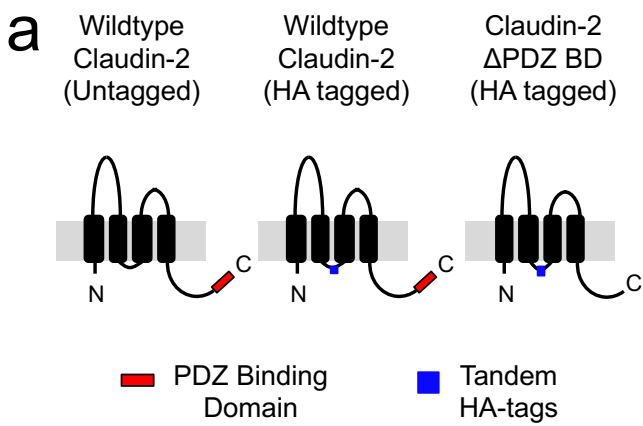 a
Wildtype
Claudin-2
(Untagged)
Wildtype
Claudin-2
(HA tagged)
Claudin-2
ΔPDZ BD
(HA tagged)
N
C
N
C
N
C
PDZ Binding
Domain
Tandem
HA-tags